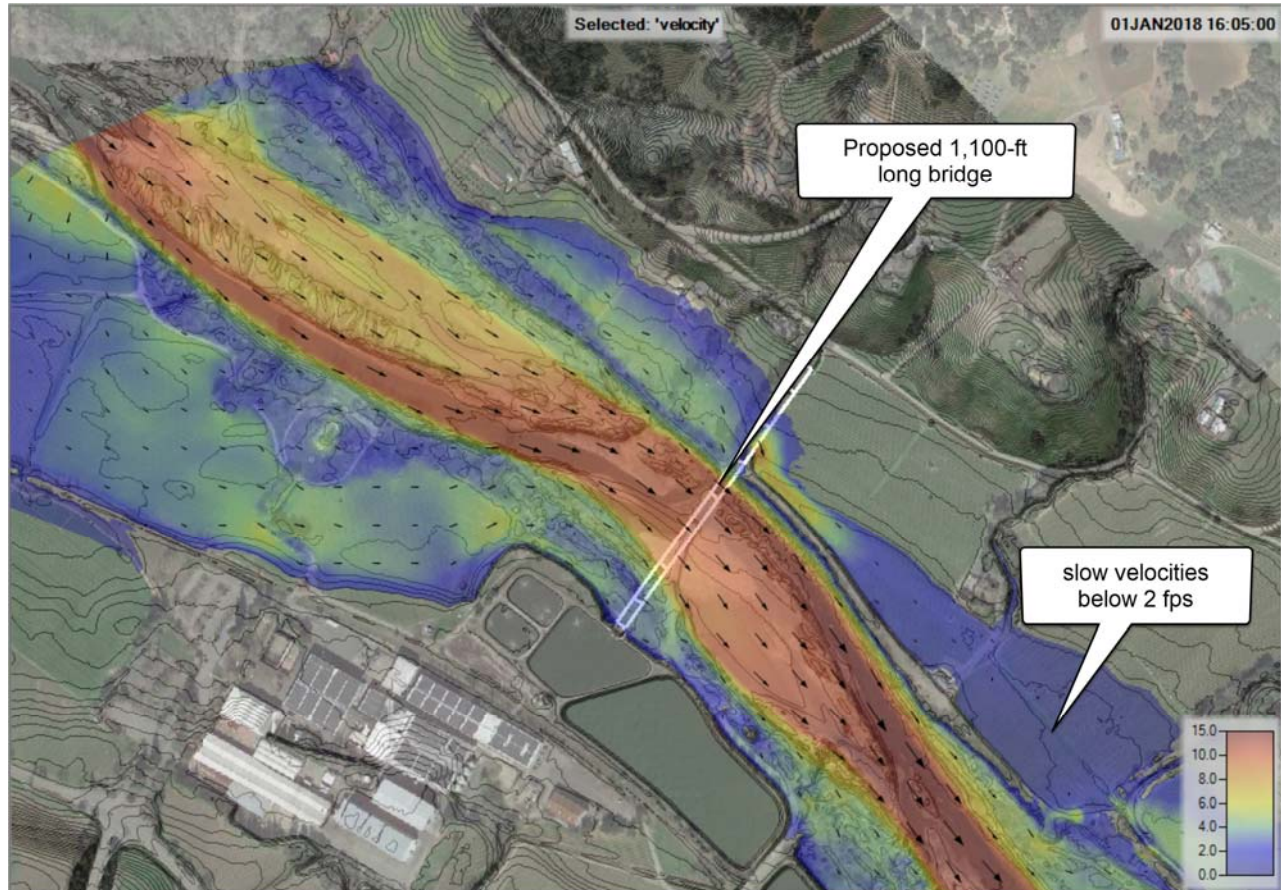 Selected: 'velocity'
01JAN2018 16:05:00
Proposed 1,100-ft
long bridge
slow velocities
below 2 fps
15.0
10.0
8.0
6.0
4.0
2.0
0.0